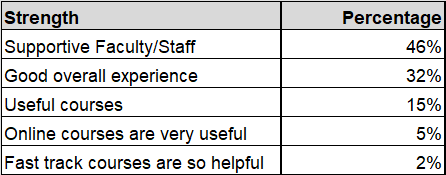 Strength Percentage
Supportive Faculty/Staff 46%
Good overall experience 32%
Useful courses 15%
Online courses are very useful 5%
Fast track courses are so helpful 2%